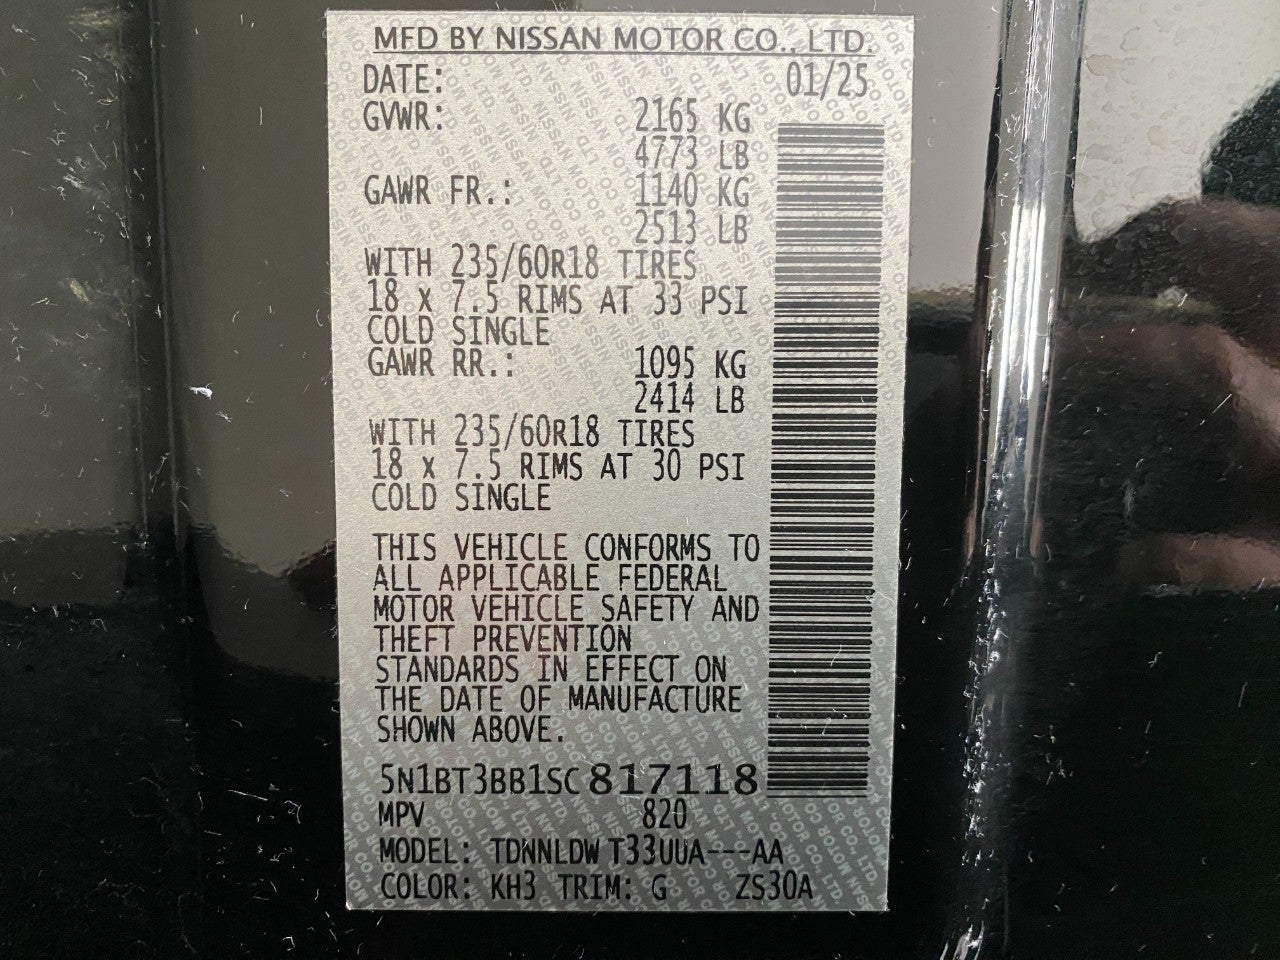 MFD BY NISSAN MOTOR CO., LTD.
DATE: 01/25
GVWR: 2165 KG
4773 LB
GAWR FR.: 1140 KG
2513 LB
WITH 235/60R18 TIRES
18 x 7.5 RIMS AT 33 PSI
COLD SINGLE
GAWR RR.: 1095 KG
2414 LB
WITH 235/60R18 TIRES
18 x 7.5 RIMS AT 30 PSI
COLD SINGLE
THIS VEHICLE CONFORMS TO
ALL APPLICABLE FEDERAL
MOTOR VEHICLE SAFETY AND
THEFT PREVENTION
STANDARDS IN EFFECT ON
THE DATE OF MANUFACTURE
SHOWN ABOVE.
5N1BT3BB1SC817118
MPV 820
MODEL: TDNNLDW T33UUA---AA
COLOR: KH3 TRIM: G ZS30A